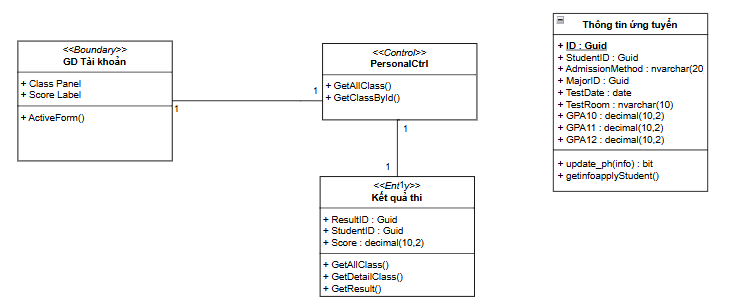 <<Boundary>>
GD Tài khoản
+ Class Panel
+ Score Label
+ ActiveForm()
1
1
<<Control>>
PersonalCtrl
+ GetAllClass()
+ GetClassById()
1
1
<<Ent1y>>
Kết quả thi
+ ResultID : Guid
+ StudentID : Guid
+ Score : decimal(10,2)
+ GetAllClass()
+ GetDetailClass()
+ GetResult()
Thông tin ứng tuyển
+ ID : Guid
+ StudentID : Guid
+ AdmissionMethod : nvarchar(20
+ MajorID : Guid
+ TestDate : date
+ TestRoom : nvarchar(10)
+ GPA10 : decimal(10,2)
+ GPA11 : decimal(10,2)
+ GPA12 : decimal(10,2)
+ update_ph(info) : bit
+ getinfoapplyStudent()